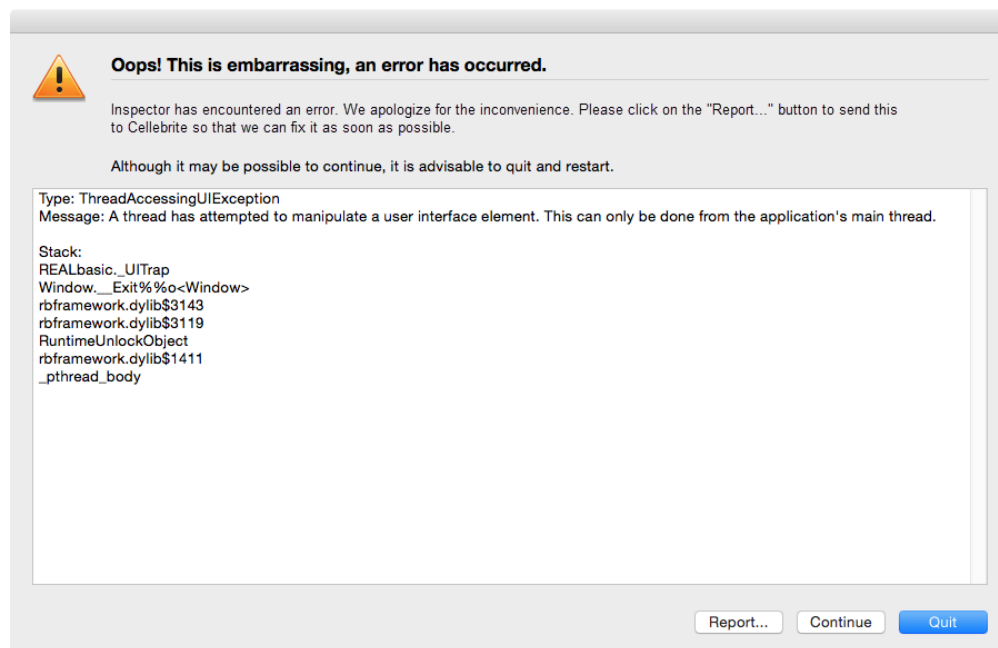 Oops! This is embarrassing, an error has occurred.
Inspector has encountered an error. We apologize for the inconvenience. Please click on the "Report..." button to send this
to Cellebrite so that we can fix it as soon as possible.
Although it may be possible to continue, it is advisable to quit and restart.
Type: ThreadAccessingUIException
Message: A thread has attempted to manipulate a user interface element. This can only be done from the application's main thread.
Stack:
REALbasic._UITrap
Window.__Exit%%o<Window>
rbframework.dylib$3143
rbframework.dylib$3119
RuntimeUnlockObject
rbframework.dylib$1411
_pthread_body
Report... Continue Quit